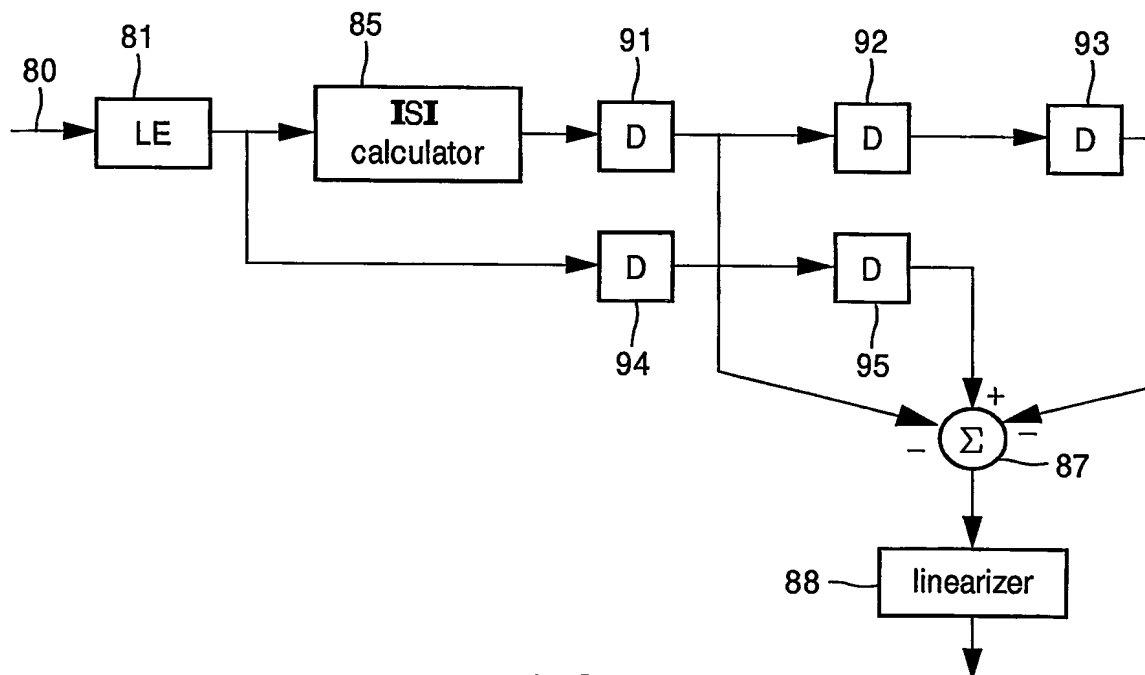 80
81
85
91
92
93
LE
ISI
calculator
D
D
D
D
D
94
95
+
−
−
Σ
87
88
linearizer